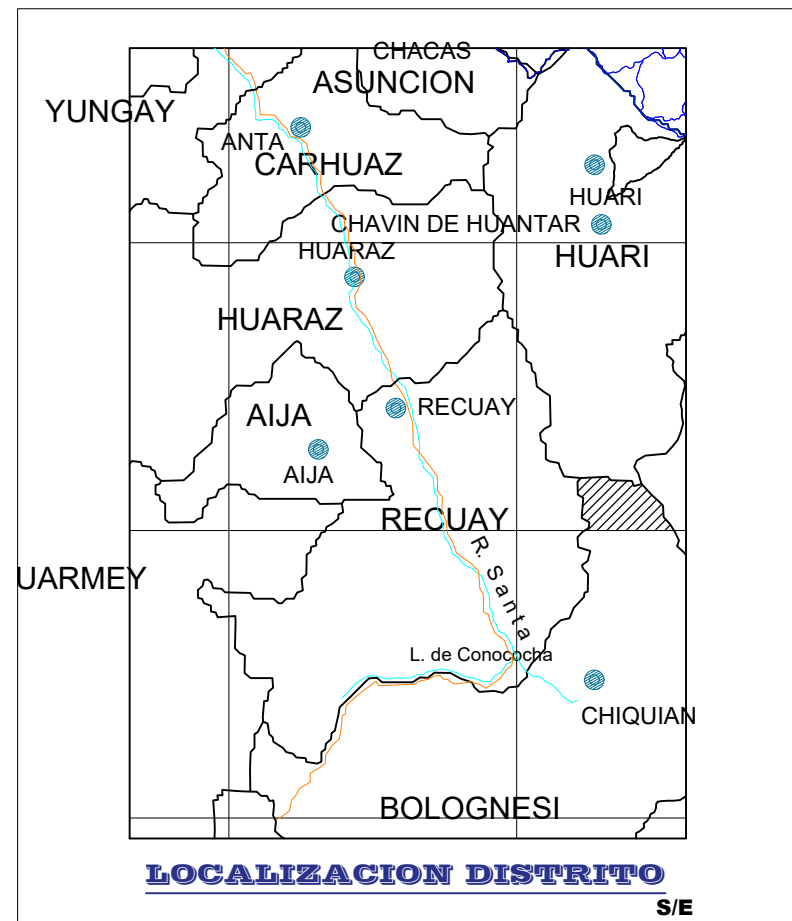 CHACAS
ASUNCION
YUNGAY
ANTA
CARHUAZ
HUARI
CHAVIN DE HUANTAR
HUARAZ
HUARI
HUARAZ
AIJA
RECUAY
AIJA
RECUAY
R. Santa
UARMEY
L. de Conococha
CHIQUIAN
BOLOGNESI
LOCALIZACION DISTRITO
S/E